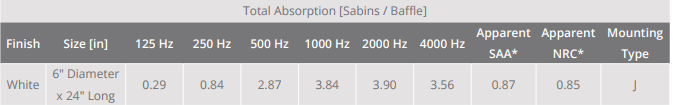 Total Absorption [Sabins / Baffle]
Finish Size [in] 125 Hz 250 Hz 500 Hz 1000 Hz 2000 Hz 4000 Hz Apparent SAA* Apparent NRC* Mounting Type
White 6" Diameter x 24" Long 0.29 0.84 2.87 3.84 3.90 3.56 0.87 0.85 J